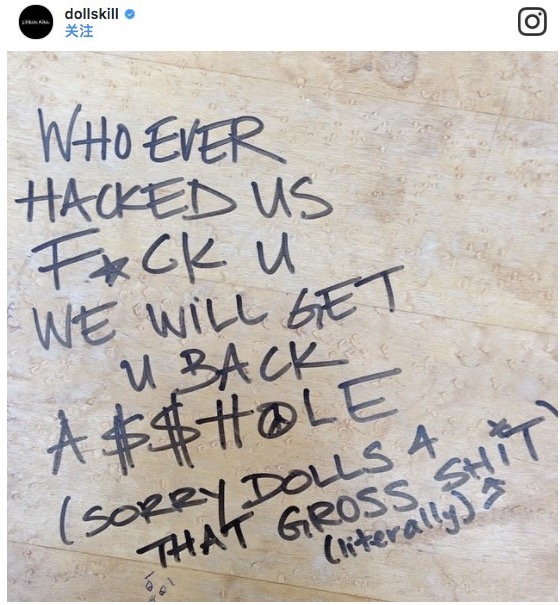 dollskill
关注
WHO EVER
HACKED US
F★CK U
WE WILL GET
U BACK
A$$H☮LE
(SORRY DOLLS 4
THAT GROSS SH*T)
(literally)